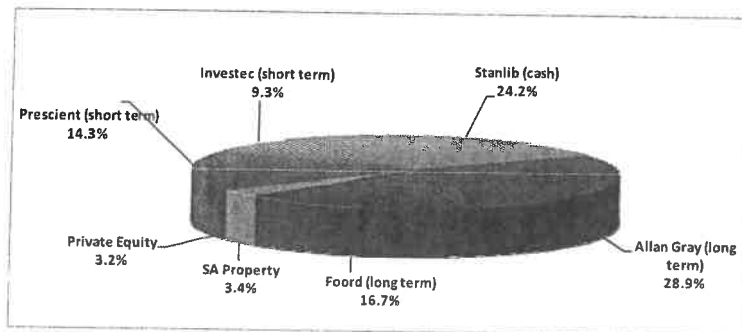 Investec (short term)
9.3%
Stanlib (cash)
24.2%
Prescient (short term)
14.3%
Private Equity
3.2%
SA Property
3.4%
Foord (long term)
16.7%
Allan Gray (long
term)
28.9%